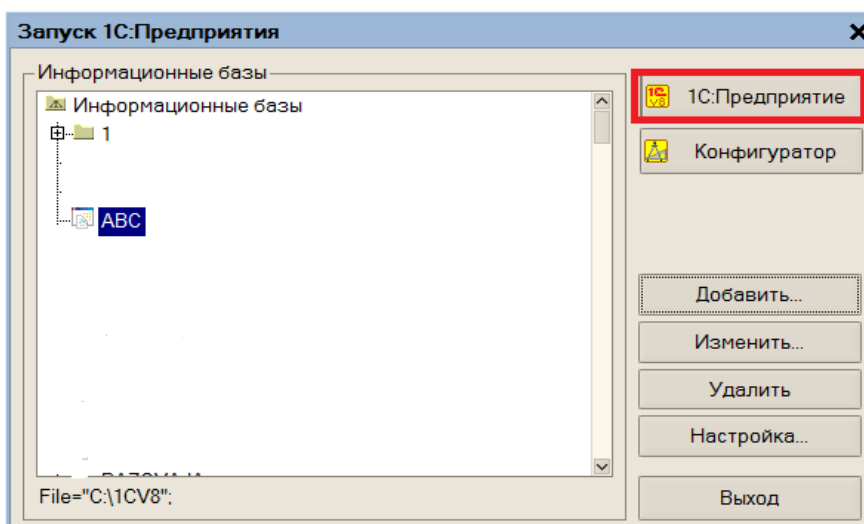 Запуск 1С:Предприятия
Информационные базы
Информационные базы
1
ABC
File="C:\1CV8";
1С:Предприятие
Конфигуратор
Добавить...
Изменить...
Удалить
Настройка...
Выход